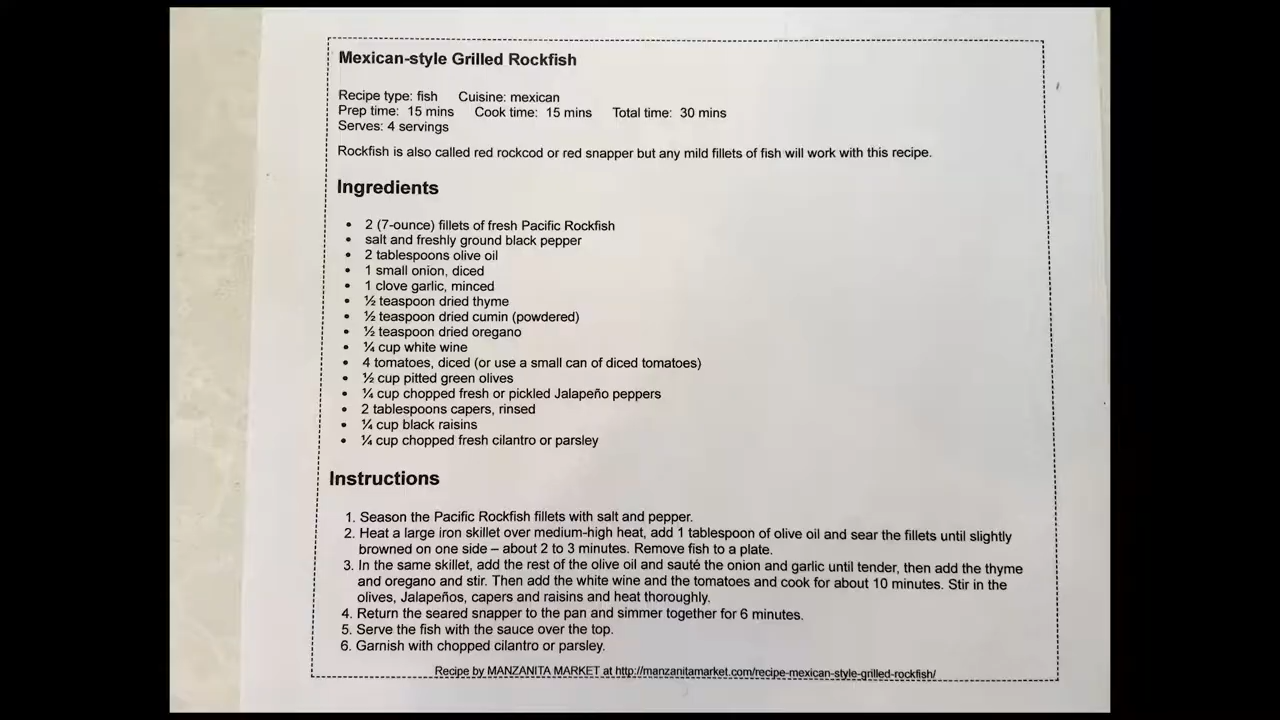 Mexican-style Grilled Rockfish
Recipe type: fish Cuisine: mexican
Prep time: 15 mins Cook time: 15 mins Total time: 30 mins
Serves: 4 servings
Rockfish is also called red rockcod or red snapper but any mild fillets of fish will work with this recipe.
Ingredients
• 2 (7-ounce) fillets of fresh Pacific Rockfish
• salt and freshly ground black pepper
• 2 tablespoons olive oil
• 1 small onion, diced
• 1 clove garlic, minced
• ½ teaspoon dried thyme
• ½ teaspoon dried cumin (powdered)
• ½ teaspoon dried oregano
• ¼ cup white wine
• 4 tomatoes, diced (or use a small can of diced tomatoes)
• ½ cup pitted green olives
• ¼ cup chopped fresh or pickled Jalapeño peppers
• 2 tablespoons capers, rinsed
• ¼ cup black raisins
• ¼ cup chopped fresh cilantro or parsley
Instructions
1. Season the Pacific Rockfish fillets with salt and pepper.
2. Heat a large iron skillet over medium-high heat, add 1 tablespoon of olive oil and sear the fillets until slightly
browned on one side – about 2 to 3 minutes. Remove fish to a plate.
3. In the same skillet, add the rest of the olive oil and sauté the onion and garlic until tender, then add the thyme
and oregano and stir. Then add the white wine and the tomatoes and cook for about 10 minutes. Stir in the
olives, Jalapeños, capers and raisins and heat thoroughly.
4. Return the seared snapper to the pan and simmer together for 6 minutes.
5. Serve the fish with the sauce over the top.
6. Garnish with chopped cilantro or parsley.
Recipe by MANZANITA MARKET at http://manzanitamarket.com/recipe-mexican-style-grilled-rockfish/